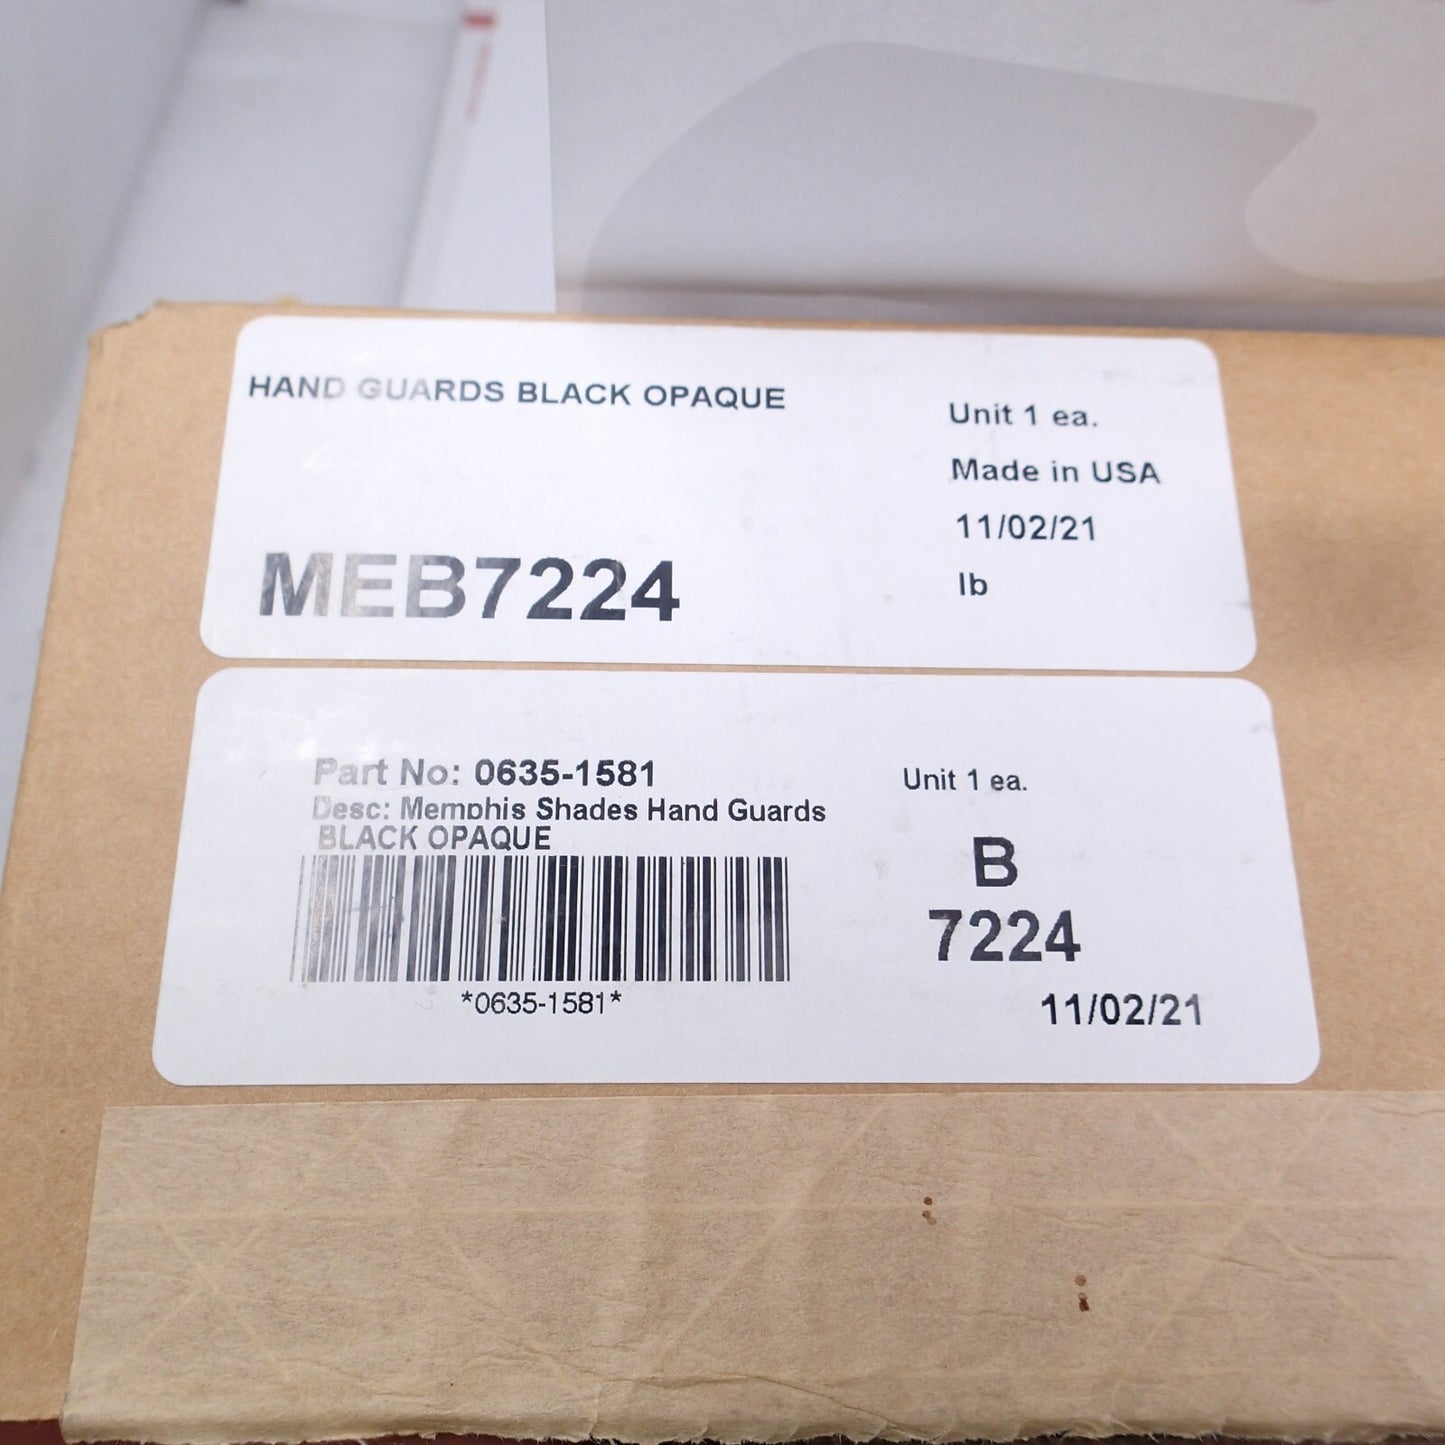 HAND GUARDS BLACK OPAQUE
Unit 1 ea.
Made in USA
11/02/21
lb
MEB7224
Part No: 0635-1581
Desc: Memphis Shades Hand Guards
BLACK OPAQUE
*0635-1581*
Unit 1 ea.
B
7224
11/02/21